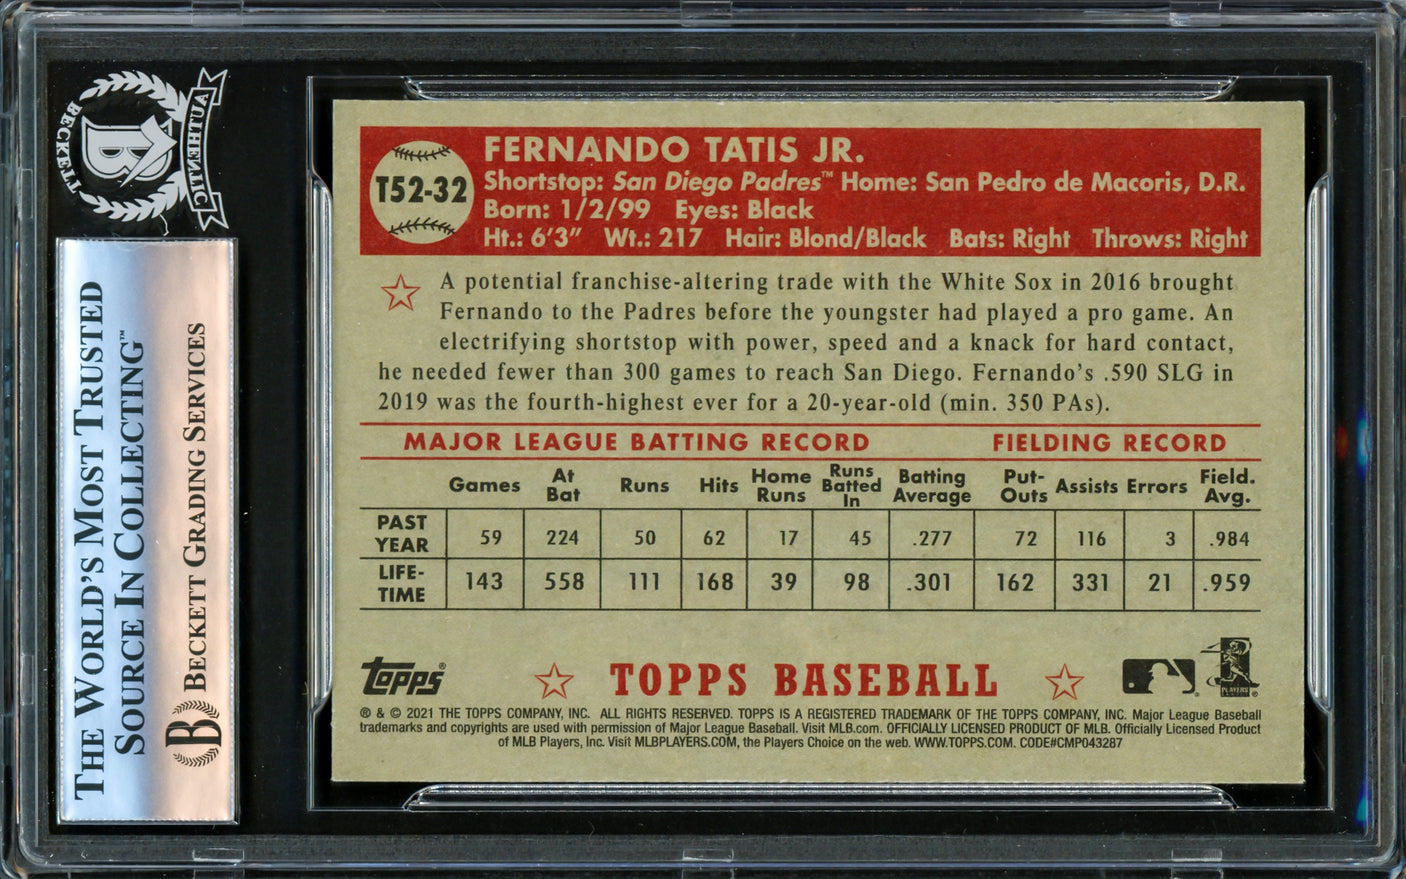 BECKETT
AUTHENTIC
B
THE WORLD'S MOST TRUSTED
SOURCE IN COLLECTING™
B BECKETT GRADING SERVICES
T52-32
FERNANDO TATIS JR.
Shortstop: San Diego Padres™ Home: San Pedro de Macoris, D.R.
Born: 1/2/99 Eyes: Black
Ht.: 6'3" Wt.: 217 Hair: Blond/Black Bats: Right Throws: Right
A potential franchise-altering trade with the White Sox in 2016 brought
Fernando to the Padres before the youngster had played a pro game. An
electrifying shortstop with power, speed and a knack for hard contact,
he needed fewer than 300 games to reach San Diego. Fernando's .590 SLG in
2019 was the fourth-highest ever for a 20-year-old (min. 350 PAs).
MAJOR LEAGUE BATTING RECORD FIELDING RECORD
Games At Bat Runs Hits Home Runs Runs Batted In Batting Average Put-Outs Assists Errors Field. Avg.
PAST YEAR 59 224 50 62 17 45 .277 72 116 3 .984
LIFE-TIME 143 558 111 168 39 98 .301 162 331 21 .959
Topps® TOPPS BASEBALL PLAYERS
® & © 2021 THE TOPPS COMPANY, INC. ALL RIGHTS RESERVED. TOPPS IS A REGISTERED TRADEMARK OF THE TOPPS COMPANY, INC. Major League Baseball
trademarks and copyrights are used with permission of Major League Baseball. Visit MLB.com. OFFICIALLY LICENSED PRODUCT OF MLB. Officially Licensed Product
of MLB Players, Inc. Visit MLBPLAYERS.COM, the Players Choice on the web. WWW.TOPPS.COM. CODE#CMP043287